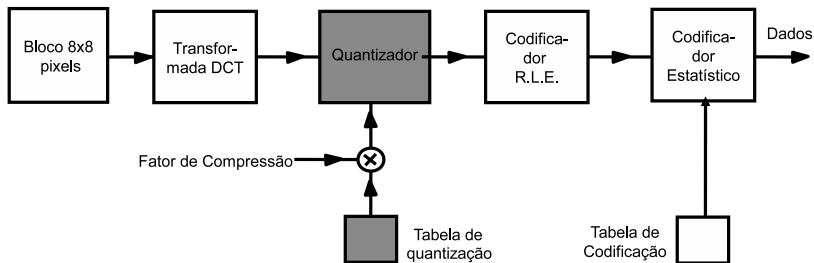 Bloco 8x8
pixels
Transfor-
mada DCT
Quantizador
Codifica-
dor
R.L.E.
Codifica-
dor
Estatístico
Dados
Fator de Compressão
Tabela de
quantização
Tabela de
Codificação